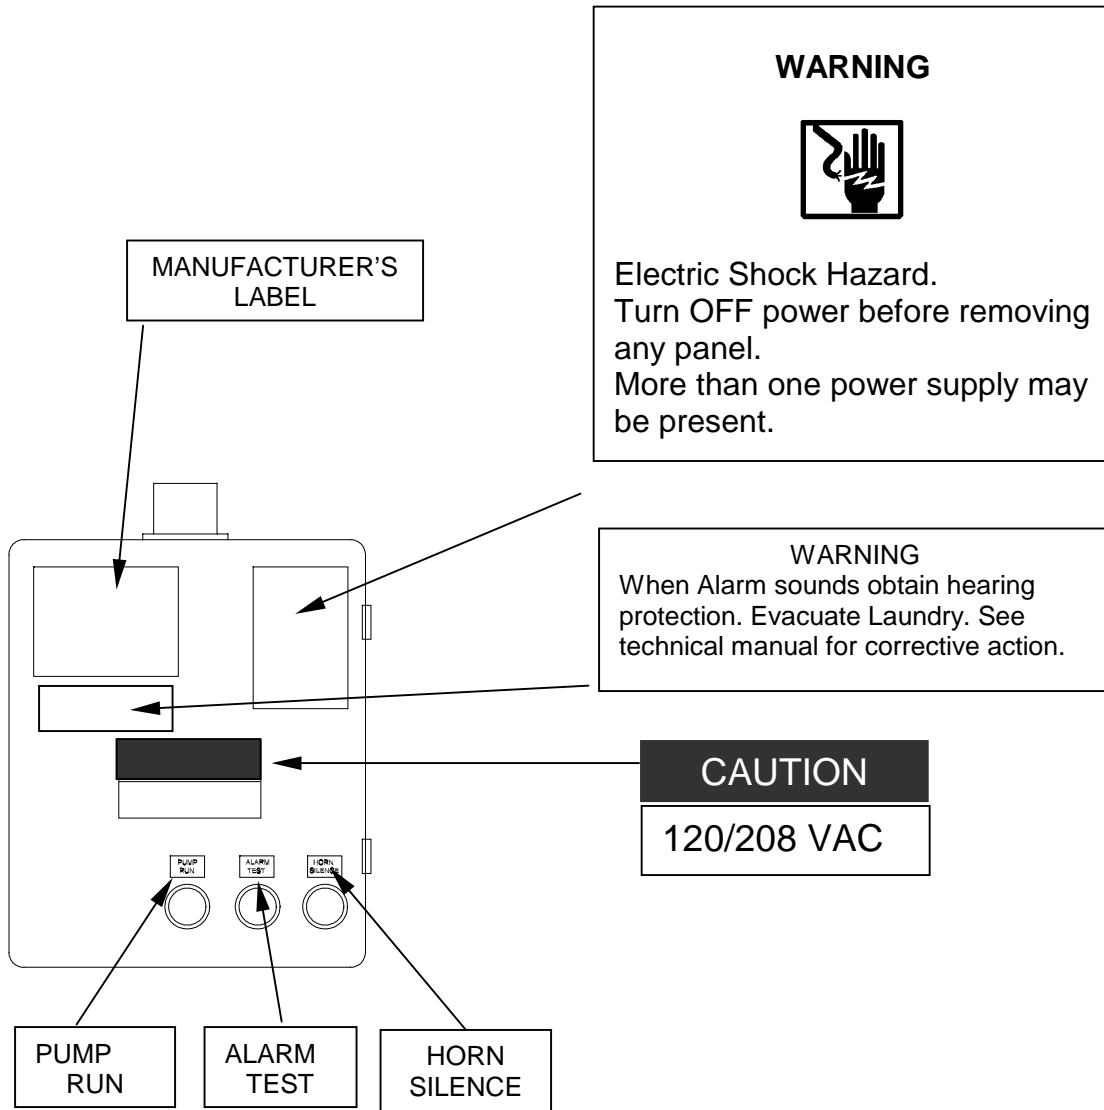 WARNING
Electric Shock Hazard.
Turn OFF power before removing
any panel.
More than one power supply may
be present.
MANUFACTURER’S
LABEL
WARNING
When Alarm sounds obtain hearing
protection. Evacuate Laundry. See
technical manual for corrective action.
CAUTION
120/208 VAC
PUMP
RUN
ALARM
TEST
HORN
SILENCE
PUMP
RUN
ALARM
TEST
HORN
SILENCE